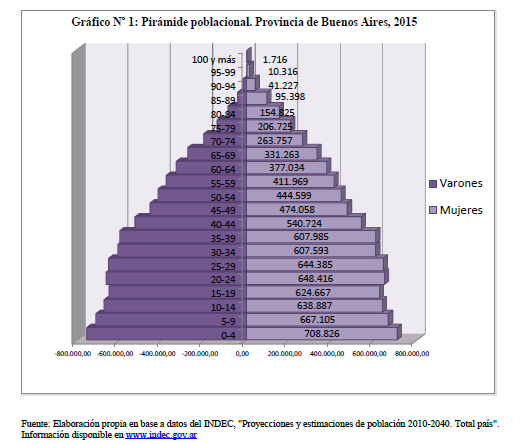 Gráfico Nº 1: Pirámide poblacional. Provincia de Buenos Aires, 2015
100 y más 1.716
95-99 10.316
90-94 41.227
85-89 95.398
80-84 154.825
75-79 206.725
70-74 263.757
65-69 331.263
60-64 377.034
55-59 411.969
50-54 444.599
45-49 474.058
40-44 540.724
35-39 607.985
30-34 607.593
25-29 644.385
20-24 648.416
15-19 624.667
10-14 638.887
5-9 667.105
0-4 708.826
Varones
Mujeres
-800.000,00 -600.000,00 -400.000,00 -200.000,00 0,00 200.000,00 400.000,00 600.000,00 800.000,00
Fuente: Elaboración propia en base a datos del INDEC, "Proyecciones y estimaciones de población 2010-2040. Total país".
Información disponible en www.indec.gov.ar